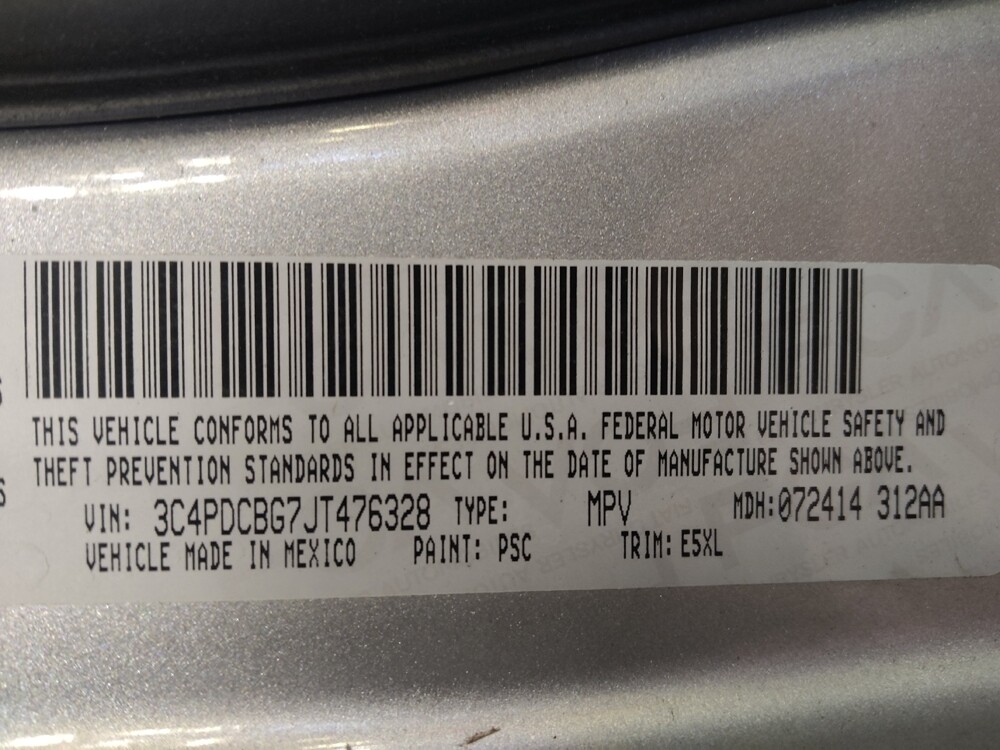 THIS VEHICLE CONFORMS TO ALL APPLICABLE U.S.A. FEDERAL MOTOR VEHICLE SAFETY AND
THEFT PREVENTION STANDARDS IN EFFECT ON THE DATE OF MANUFACTURE SHOWN ABOVE.
VIN: 3C4PDCBG7JT476328 TYPE: MPV MDH:072414 312AA
VEHICLE MADE IN MEXICO PAINT: PSC TRIM: E5XL